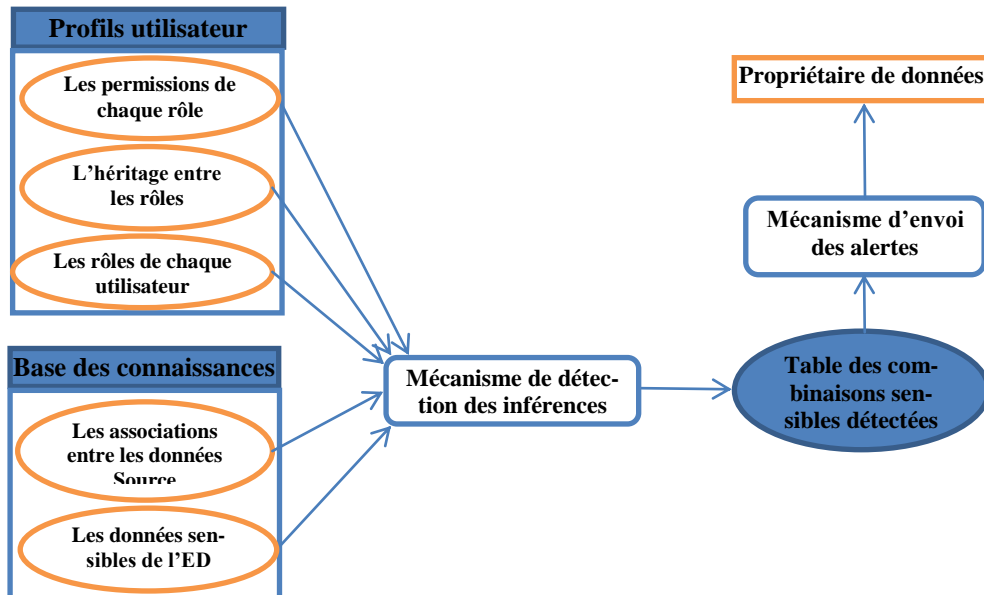 Profils utilisateur
Les permissions de
chaque rôle
L'héritage entre
les rôles
Les rôles de chaque
utilisateur
Base des connaissances
Les associations
entre les données
Source
Les données sen-
sibles de l'ED
Mécanisme de détec-
tion des inférences
Propriétaire de données
Mécanisme d'envoi
des alertes
Table des com-
binaisons sen-
sibles détectées